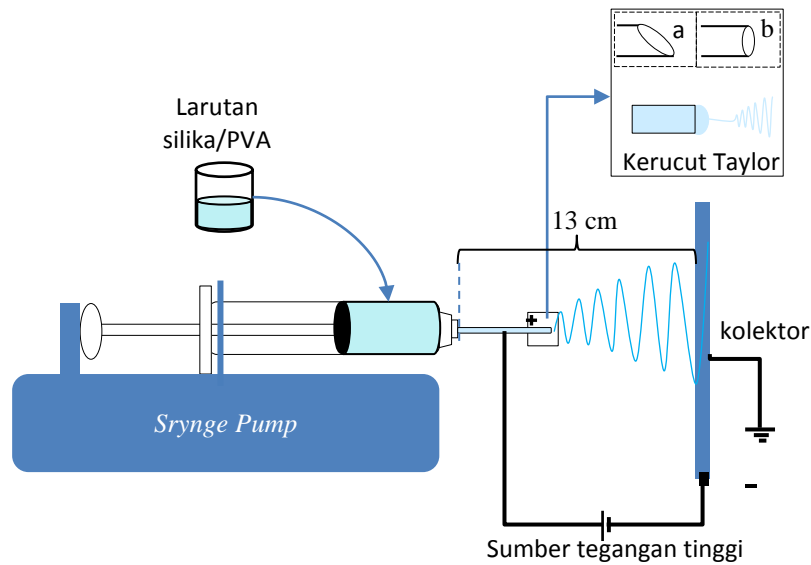 a
b
Kerucut Taylor
Larutan
silika/PVA
13 cm
+
kolektor
Srynge Pump
-
Sumber tegangan tinggi